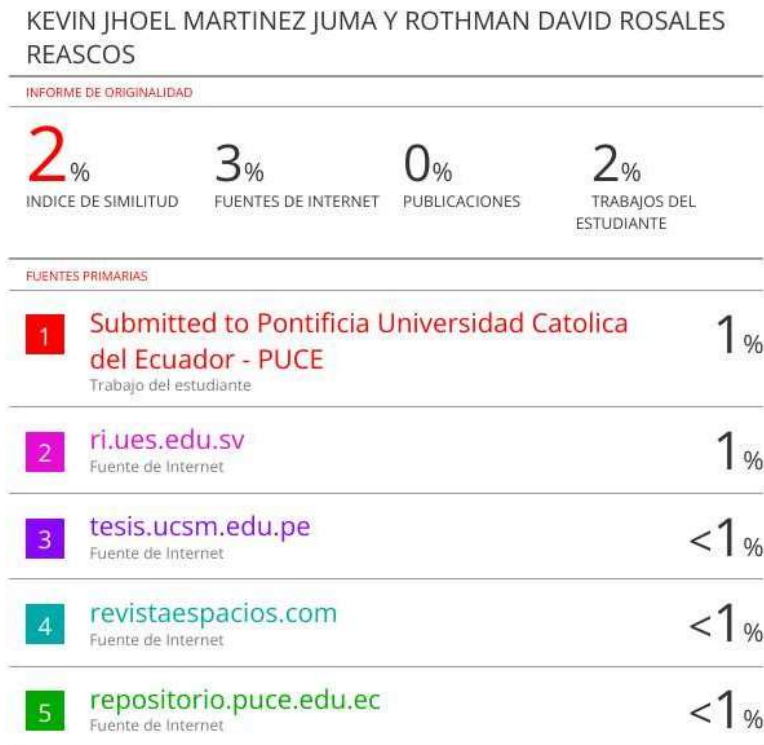 KEVIN JHOEL MARTINEZ JUMA Y ROTHMAN DAVID ROSALES
REASCOS
INFORME DE ORIGINALIDAD
2%
3%
0%
2%
INDICE DE SIMILITUD
FUENTES DE INTERNET
PUBLICACIONES
TRABAJOS DEL
ESTUDIANTE
FUENTES PRIMARIAS
1
Submitted to Pontificia Universidad Catolica
del Ecuador - PUCE
Trabajo del estudiante
1%
2
ri.ues.edu.sv
Fuente de Internet
1%
3
tesis.ucsm.edu.pe
Fuente de Internet
<1%
4
revistaespacios.com
Fuente de Internet
<1%
5
repositorio.puce.edu.ec
Fuente de Internet
<1%